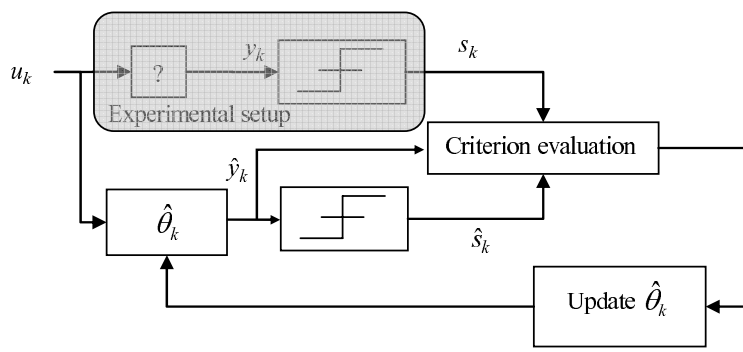 u_k
?
y_k
Experimental setup
s_k
Criterion evaluation
ŷ_k
θ̂_k
ŝ_k
Update θ̂_k